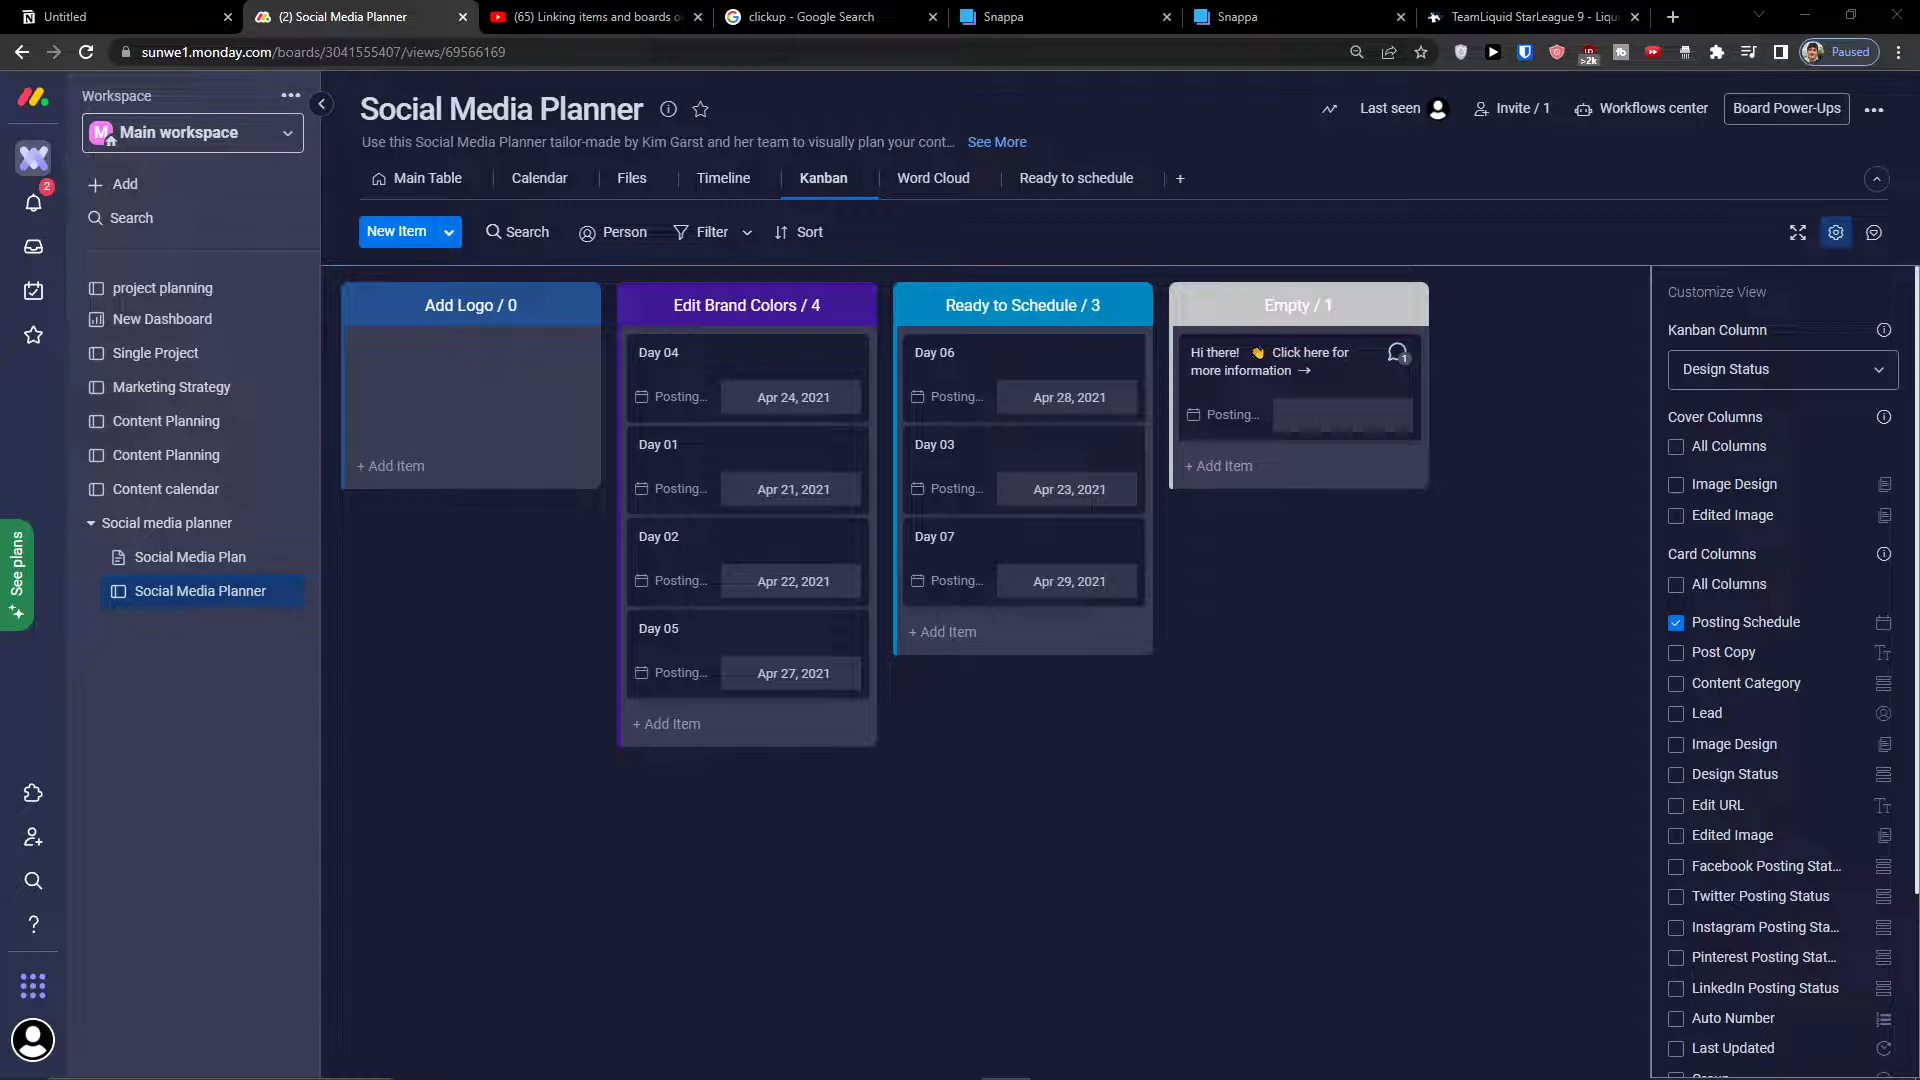 Untitled
(2) Social Media Planner
(65) Linking items and boards o
clickup - Google Search
Snappa
Snappa
TeamLiquid StarLeague 9 - Liqu
sunwe1.monday.com/boards/3041555407/views/69566169
>2k
Paused
Workspace
M
Main workspace
Add
Search
2
project planning
New Dashboard
Single Project
Marketing Strategy
Content Planning
Content Planning
Content calendar
Social media planner
Social Media Plan
Social Media Planner
See plans
Social Media Planner
Last seen
Invite / 1
Workflows center
Board Power-Ups
Use this Social Media Planner tailor-made by Kim Garst and her team to visually plan your cont...
See More
Main Table
Calendar
Files
Timeline
Kanban
Word Cloud
Ready to schedule
+
New Item
Search
Person
Filter
Sort
Add Logo / 0
+ Add Item
Edit Brand Colors / 4
Day 04
Posting...
Apr 24, 2021
Day 01
Posting...
Apr 21, 2021
Day 02
Posting...
Apr 22, 2021
Day 05
Posting...
Apr 27, 2021
+ Add Item
Ready to Schedule / 3
Day 06
Posting...
Apr 28, 2021
Day 03
Posting...
Apr 23, 2021
Day 07
Posting...
Apr 29, 2021
+ Add Item
Empty / 1
Hi there! 👋 Click here for
more information →
1
Posting...
+ Add Item
Customize View
Kanban Column
Design Status
Cover Columns
All Columns
Image Design
Edited Image
Card Columns
All Columns
Posting Schedule
Post Copy
Content Category
Lead
Image Design
Design Status
Edit URL
Edited Image
Facebook Posting Stat...
Twitter Posting Status
Instagram Posting Sta...
Pinterest Posting Stat...
LinkedIn Posting Status
Auto Number
Last Updated